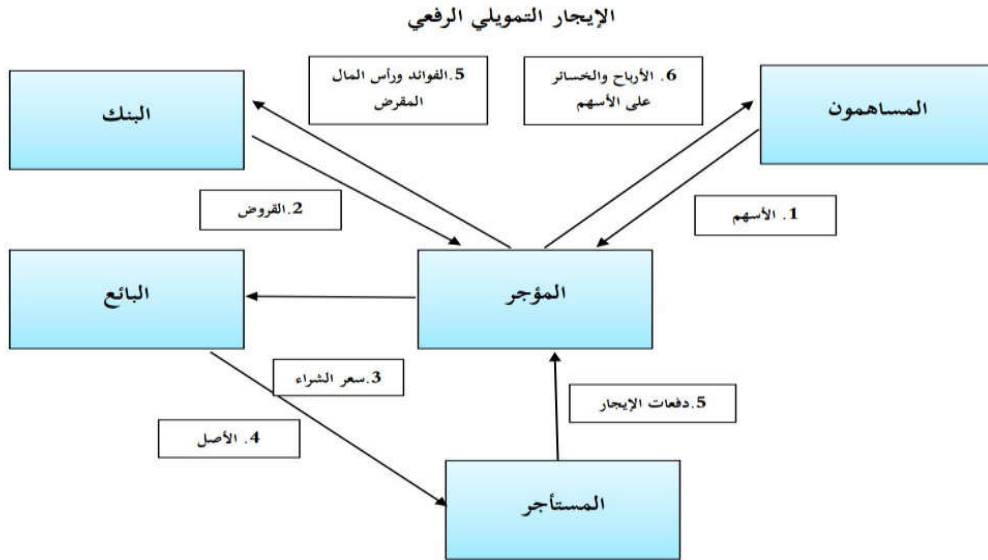 الإيجار التمويلي الرفعي
6. الأرباح والخسائر
على الأسهم
5.الفوائد ورأس المال
المقرض
المساهمون
البنك
1. الأسهم
2.القروض
المؤجر
البائع
3.سعر الشراء
5.دفعات الإيجار
4. الأصل
المستأجر